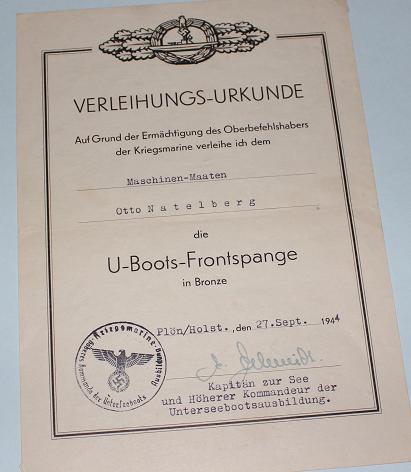 VERLEIHUNGS-URKUNDE
Auf Grund der Ermächtigung des Oberbefehlshabers
der Kriegsmarine verleihe ich dem
Maschinen-Maaten
Otto Natelberg
die
U-Boots-Frontspange
in Bronze
Plön/Holst., den 27. Sept. 1944
Kapitän zur See
und Höherer Kommandeur der
Unterseebootsausbildung.
Kriegsmarine